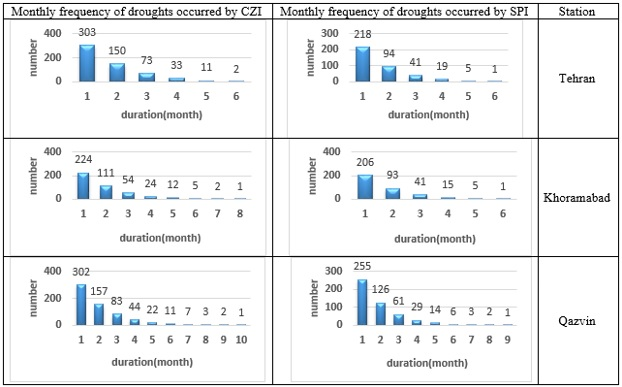 Monthly frequency of droughts occurred by CZI Monthly frequency of droughts occurred by SPI Station
400
200
0
number
303 150 73 33 11 2
1 2 3 4 5 6
duration(month)
300
200
100
0
number
218 94 41 19 5 1
1 2 3 4 5 6
duration(month)
Tehran
400
200
0
number
224 111 54 24 12 5 2 1
1 2 3 4 5 6 7 8
duration(month)
400
200
0
number
206 93 41 15 5 1
1 2 3 4 5 6
duration(month)
Khoramabad
400
200
0
number
302 157 83 44 22 11 7 3 2 1
1 2 3 4 5 6 7 8 9 10
duration(month)
300
200
100
0
number
255 126 61 29 14 6 3 2 1
1 2 3 4 5 6 7 8 9
duration(month)
Qazvin